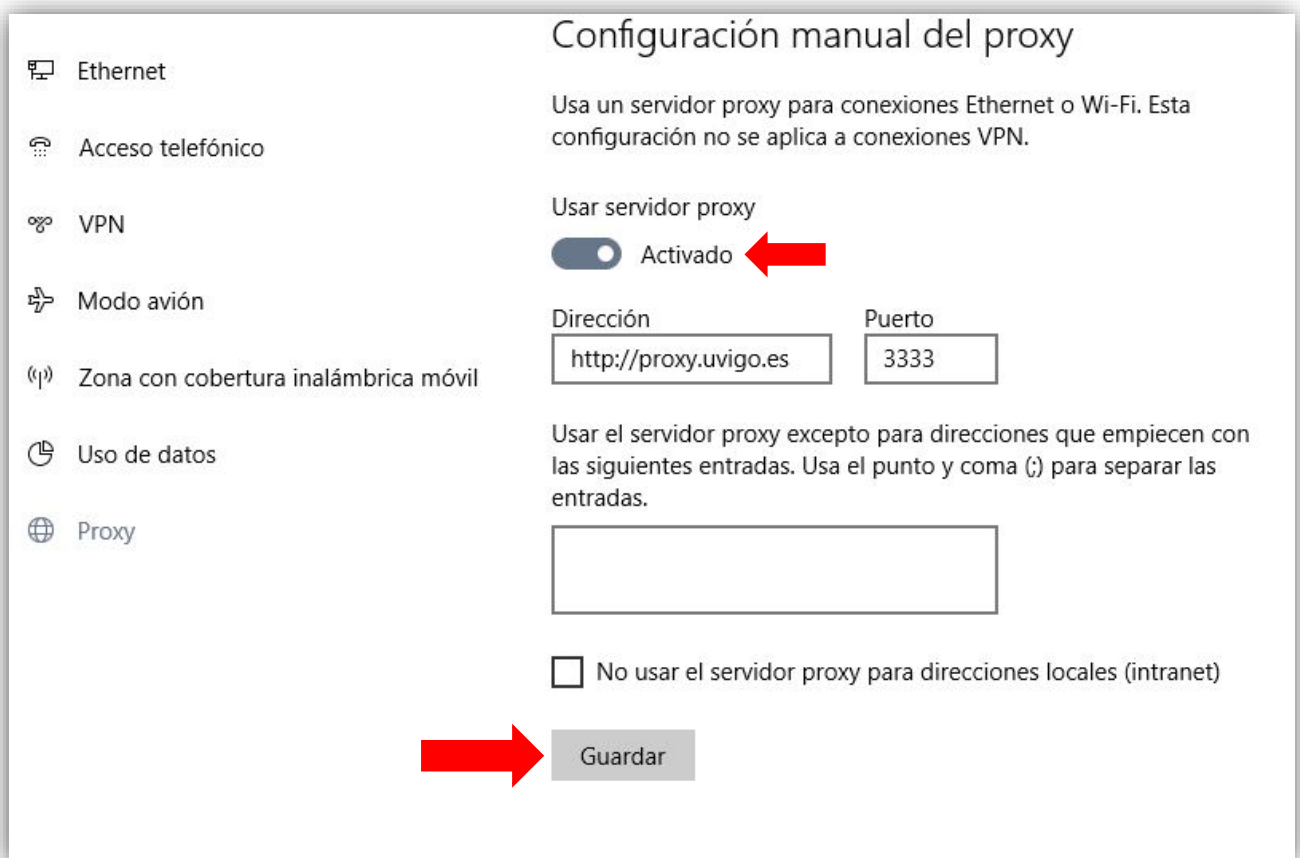 Ethernet
Acceso telefónico
VPN
Modo avión
Zona con cobertura inalámbrica móvil
Uso de datos
Proxy
Configuración manual del proxy
Usa un servidor proxy para conexiones Ethernet o Wi-Fi. Esta
configuración no se aplica a conexiones VPN.
Usar servidor proxy
Activado
Dirección Puerto
http://proxy.uvigo.es 3333
Usar el servidor proxy excepto para direcciones que empiecen con
las siguientes entradas. Usa el punto y coma (;) para separar las
entradas.
No usar el servidor proxy para direcciones locales (intranet)
Guardar